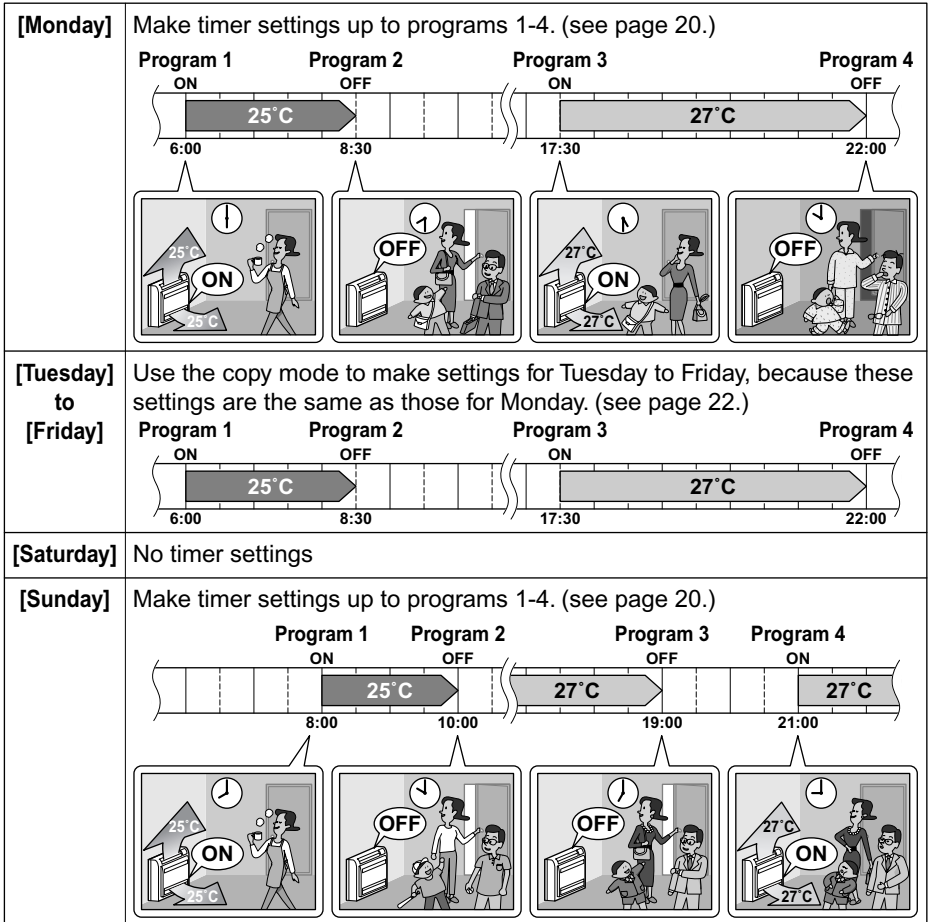 [Monday]
Make timer settings up to programs 1-4. (see page 20.)
Program 1 Program 2 Program 3 Program 4
ON OFF ON OFF
25˚C 27˚C
6:00 8:30 17:30 22:00
25˚C ON 25˚C
OFF
27˚C ON 27˚C
OFF
[Tuesday]
to
[Friday]
Use the copy mode to make settings for Tuesday to Friday, because these
settings are the same as those for Monday. (see page 22.)
Program 1 Program 2 Program 3 Program 4
ON OFF ON OFF
25˚C 27˚C
6:00 8:30 17:30 22:00
[Saturday]
No timer settings
[Sunday]
Make timer settings up to programs 1-4. (see page 20.)
Program 1 Program 2 Program 3 Program 4
ON OFF OFF ON
25˚C 27˚C 27˚C
8:00 10:00 19:00 21:00
25˚C ON 25˚C
OFF
OFF
27˚C ON 27˚C